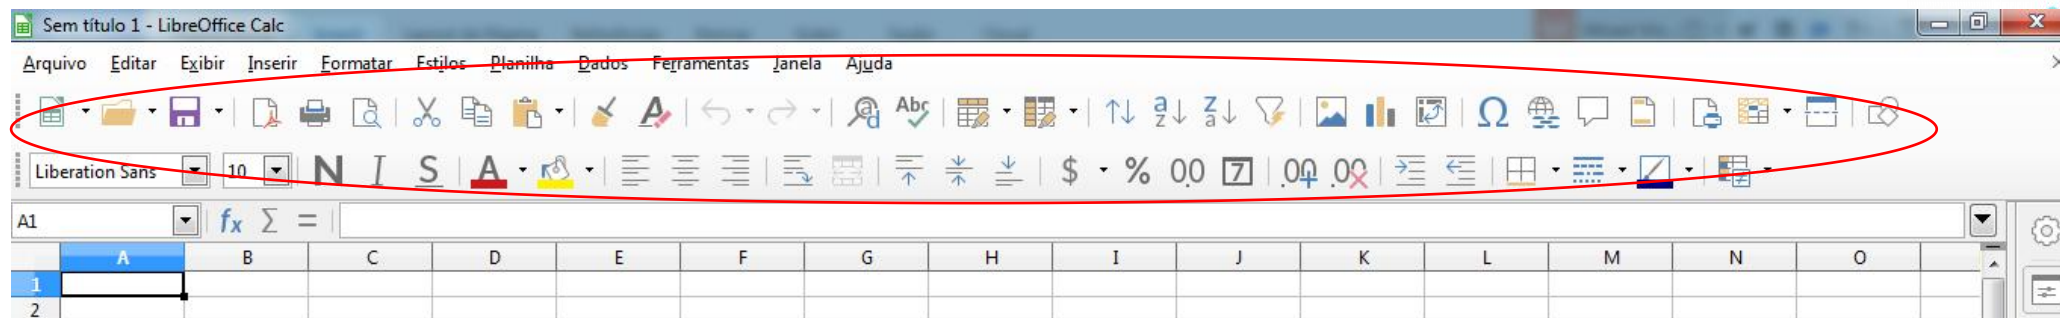 Sem título 1 - LibreOffice Calc
Arquivo Editar Exibir Inserir Formatar Estilos Planilha Dados Ferramentas Janela Ajuda
Abc A Z Z a Ω
Liberation Sans 10 N I S A $ % 0.0 7 .00 .00
A1 fx Σ =
A B C D E F G H I J K L M N O
1
2